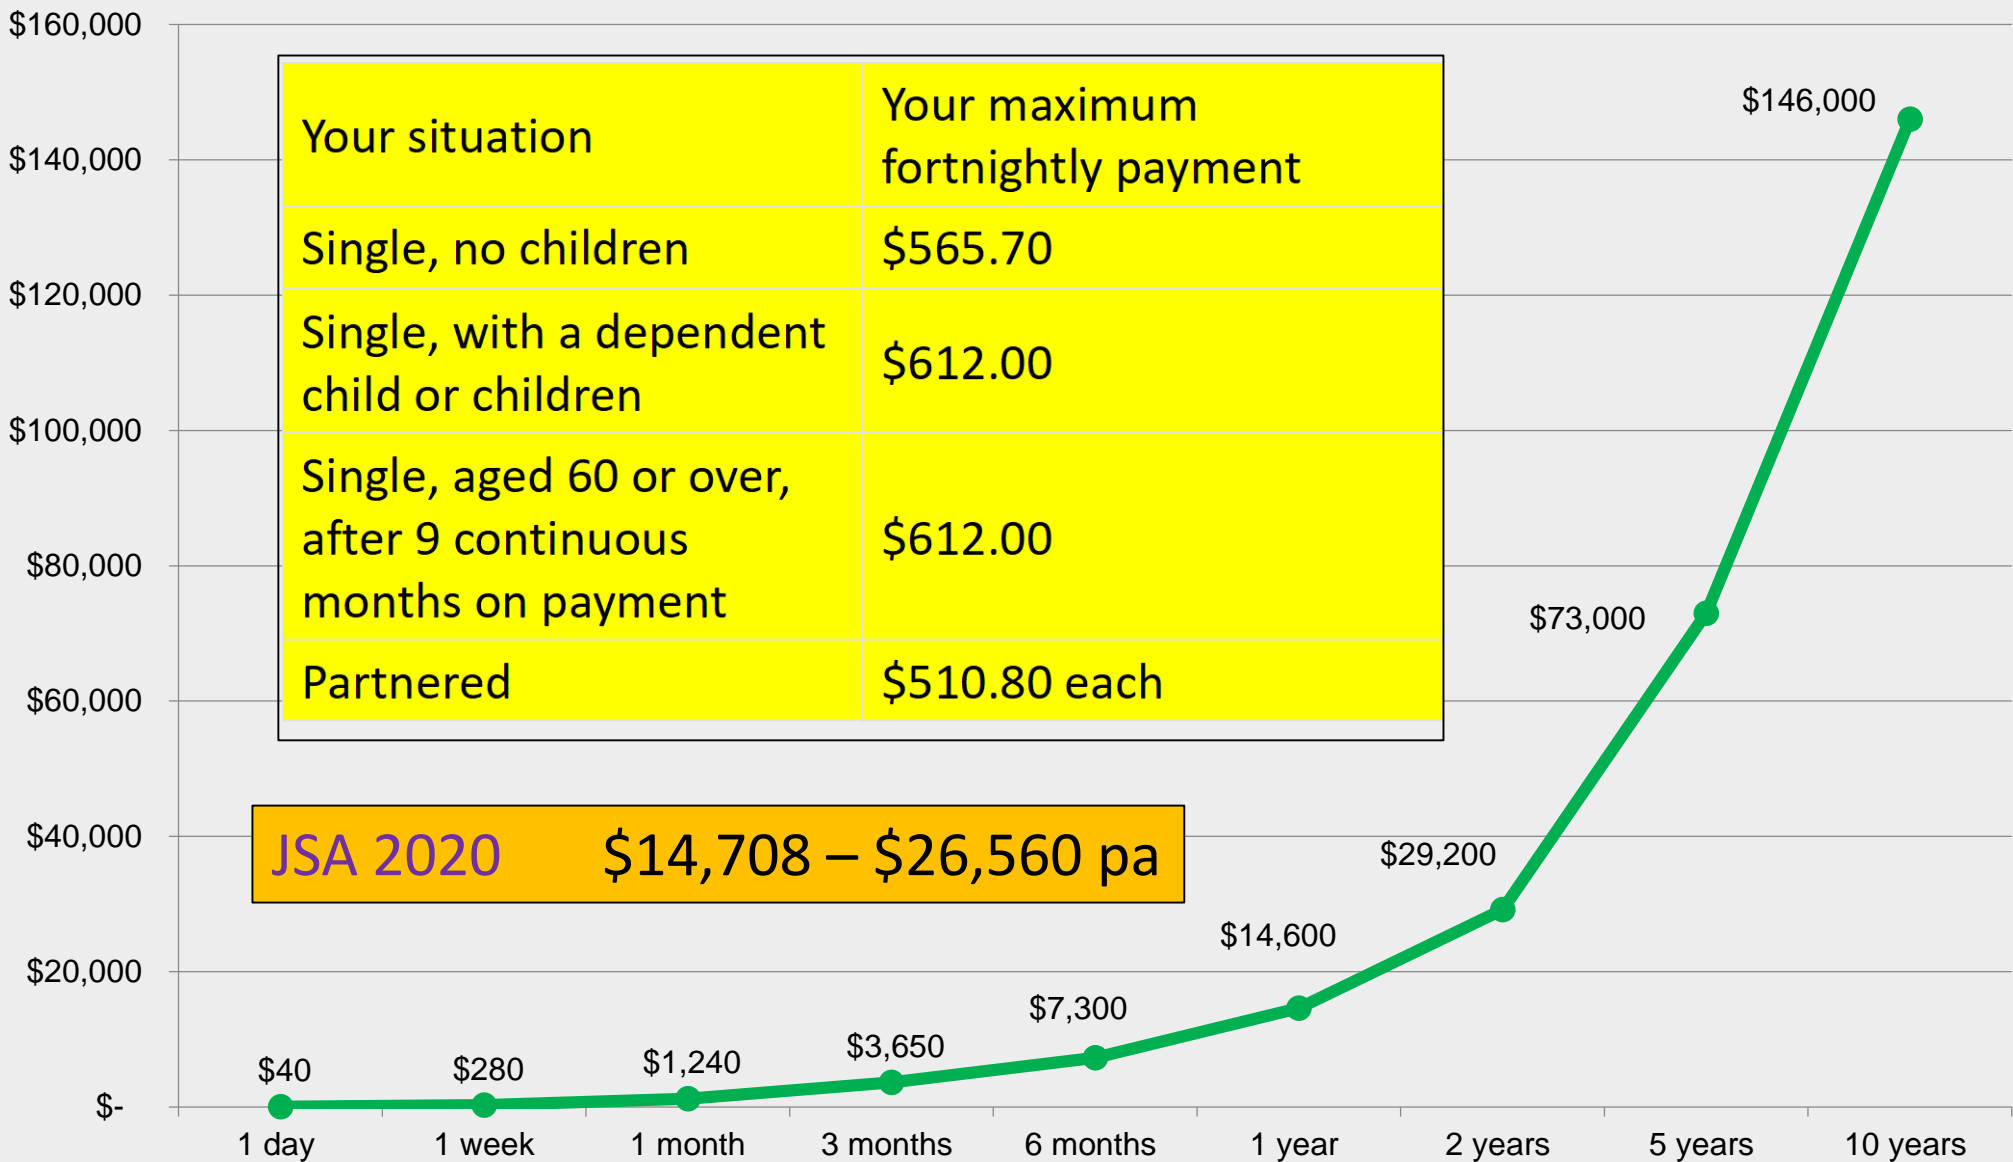 $160,000
$140,000
$120,000
$100,000
$80,000
$60,000
$40,000
$20,000
$-
Your situation
Your maximum
fortnightly payment
Single, no children
$565.70
Single, with a dependent
child or children
$612.00
Single, aged 60 or over,
after 9 continuous
months on payment
$612.00
Partnered
$510.80 each
JSA 2020 $14,708 – $26,560 pa
$40
$280
$1,240
$3,650
$7,300
$14,600
$29,200
$73,000
$146,000
1 day
1 week
1 month
3 months
6 months
1 year
2 years
5 years
10 years